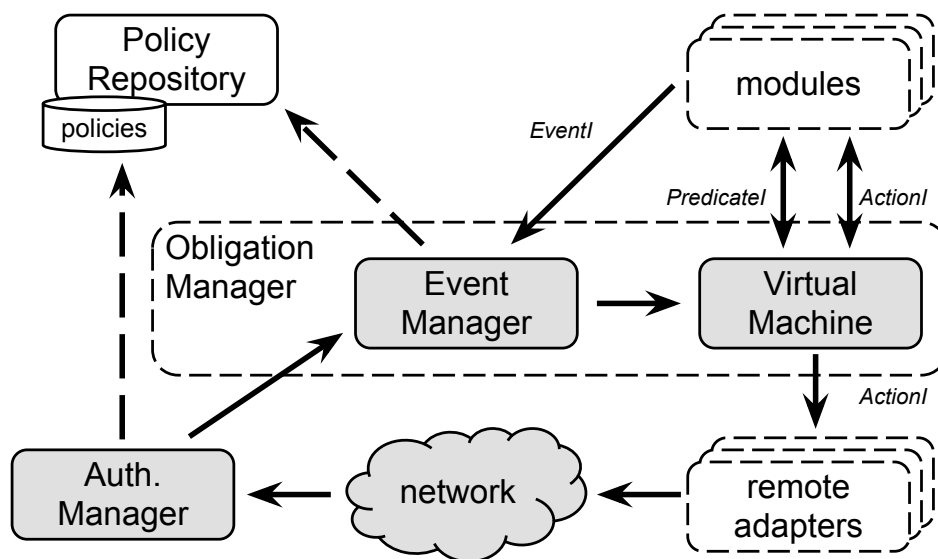 Policy
Repository
policies
modules
EventI
PredicateI
ActionI
Obligation
Manager
Event
Manager
Virtual
Machine
ActionI
Auth.
Manager
network
remote
adapters